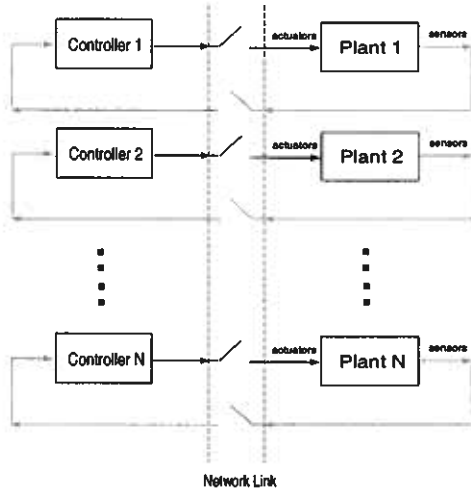 Controller 1 actuators Plant 1 sensors
Controller 2 actuators Plant 2 sensors
Controller N actuators Plant N sensors
Network Link